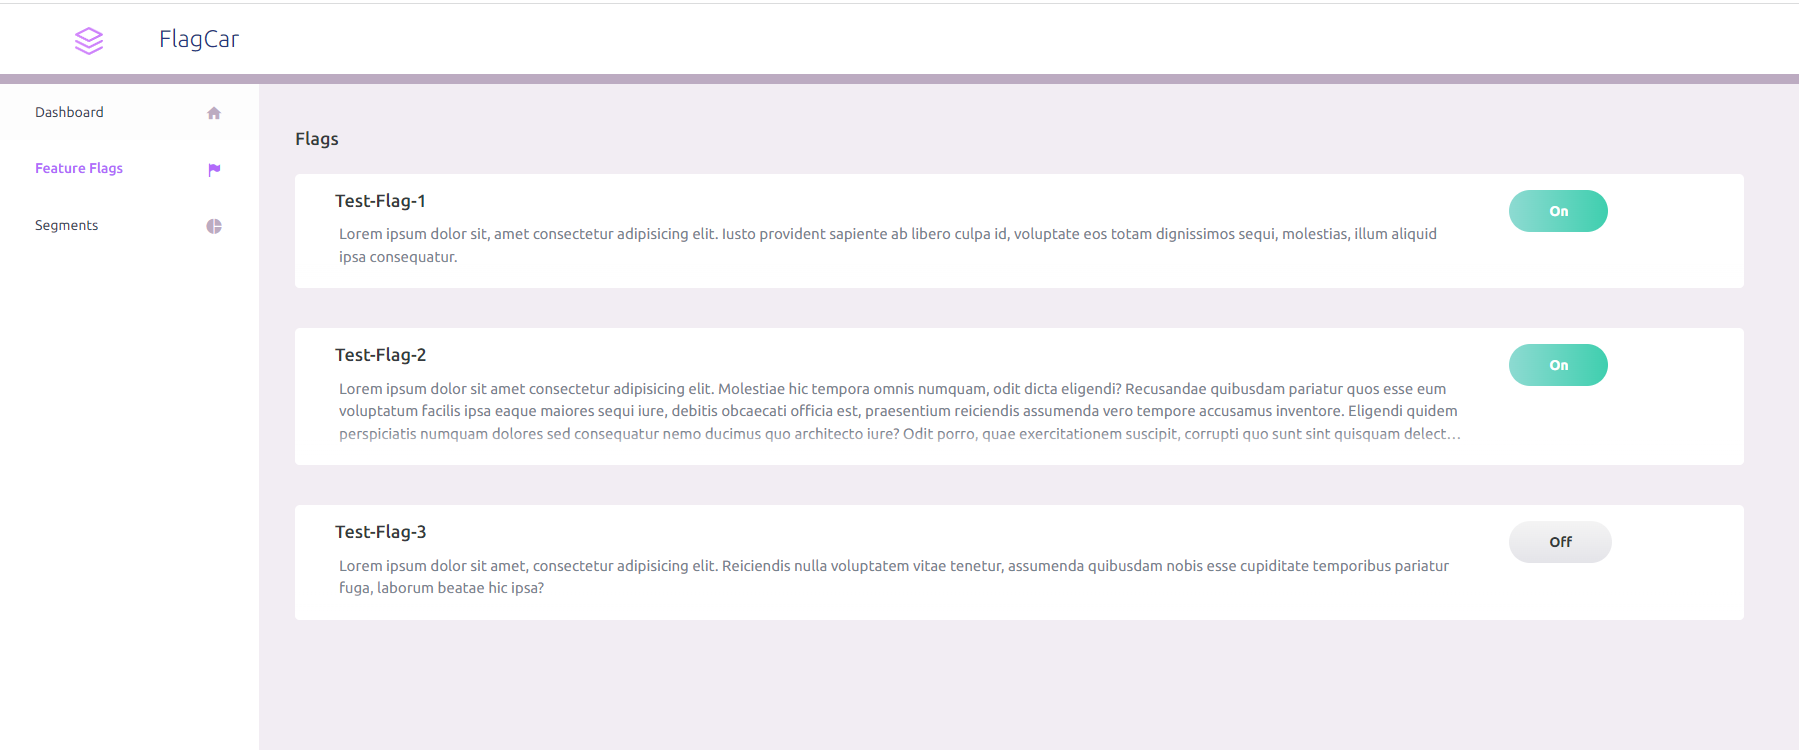 FlagCar
Dashboard
Feature Flags
Segments
Flags
Test-Flag-1
On
Lorem ipsum dolor sit, amet consectetur adipisicing elit. Iusto provident sapiente ab libero culpa id, voluptate eos totam dignissimos sequi, molestias, illum aliquid
ipsa consequatur.
Test-Flag-2
On
Lorem ipsum dolor sit amet consectetur adipisicing elit. Molestiae hic tempora omnis numquam, odit dicta eligendi? Recusandae quibusdam pariatur quos esse eum
voluptatum facilis ipsa eaque maiores sequi iure, debitis obcaecati officia est, praesentium reiciendis assumenda vero tempore accusamus inventore. Eligendi quidem
perspiciatis numquam dolores sed consequatur nemo ducimus quo architecto iure? Odit porro, quae exercitationem suscipit, corrupti quo sunt sint quisquam delect...
Test-Flag-3
Off
Lorem ipsum dolor sit amet, consectetur adipisicing elit. Reiciendis nulla voluptatem vitae tenetur, assumenda quibusdam nobis esse cupiditate temporibus pariatur
fuga, laborum beatae hic ipsa?